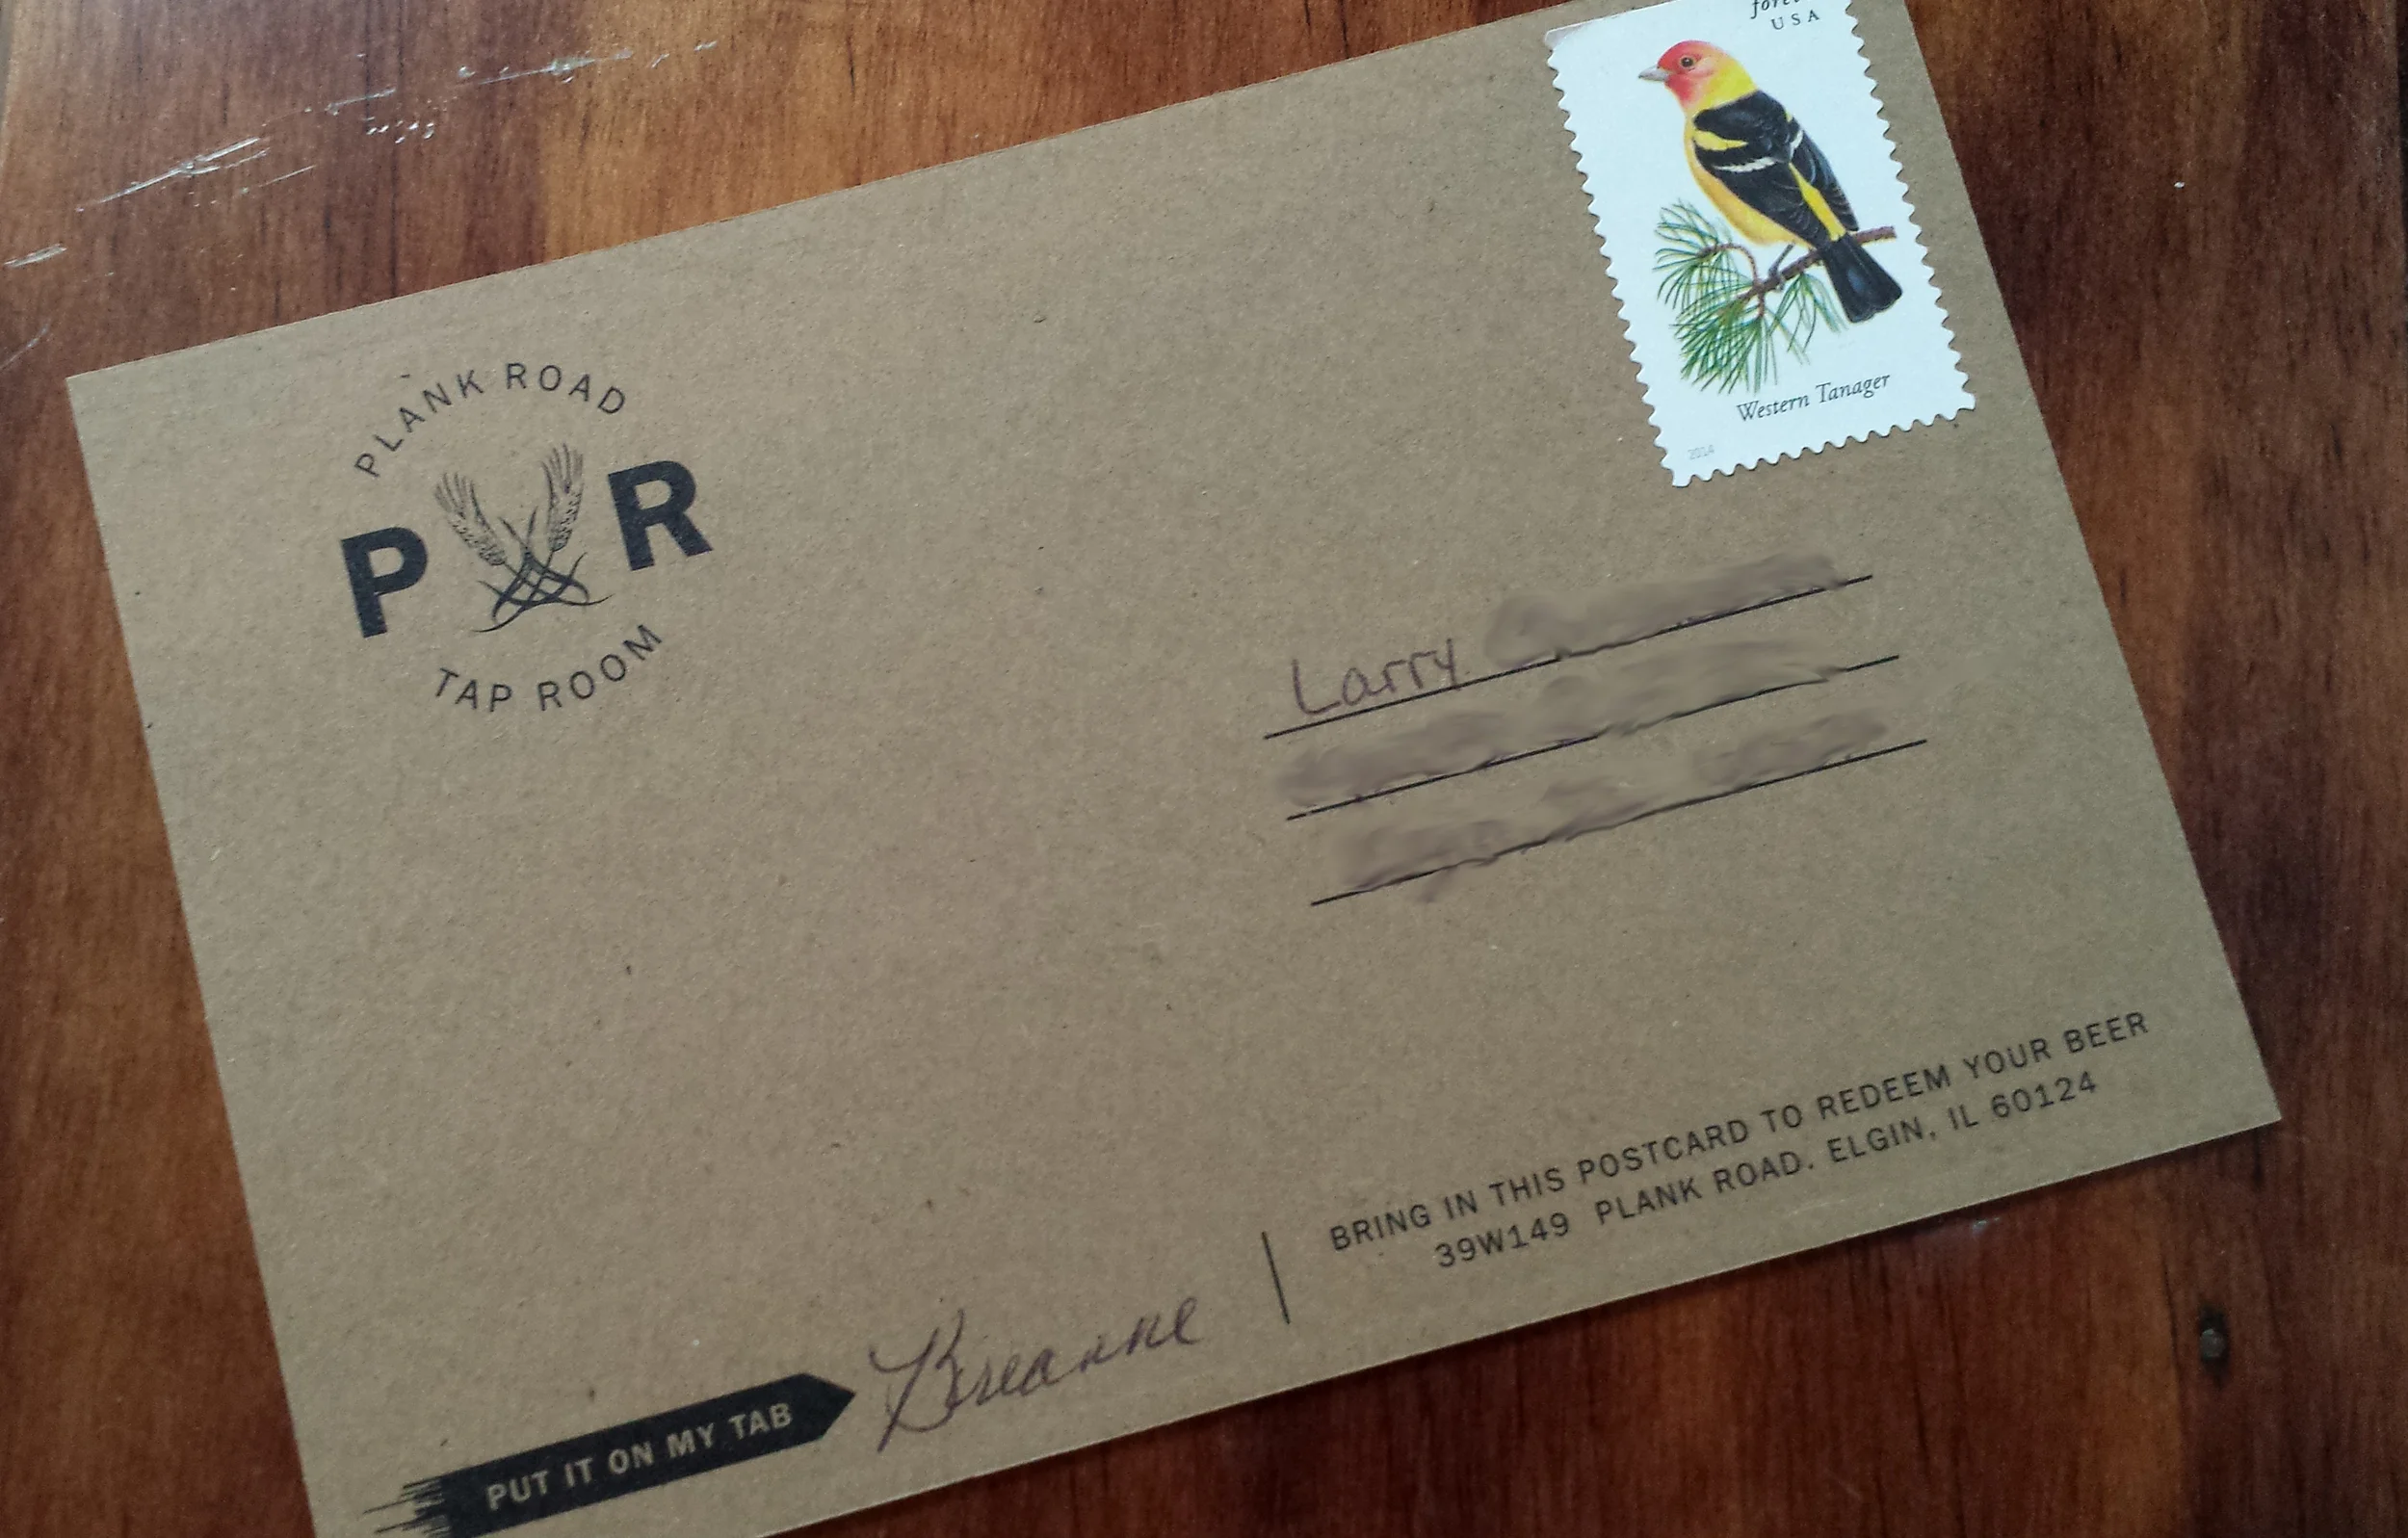 forever
USA
Western Tanager
2014
PLANK ROAD
P R
TAP ROOM
Larry
BRING IN THIS POSTCARD TO REDEEM YOUR BEER
39W149 PLANK ROAD. ELGIN, IL 60124
PUT IT ON MY TAB
Breanne